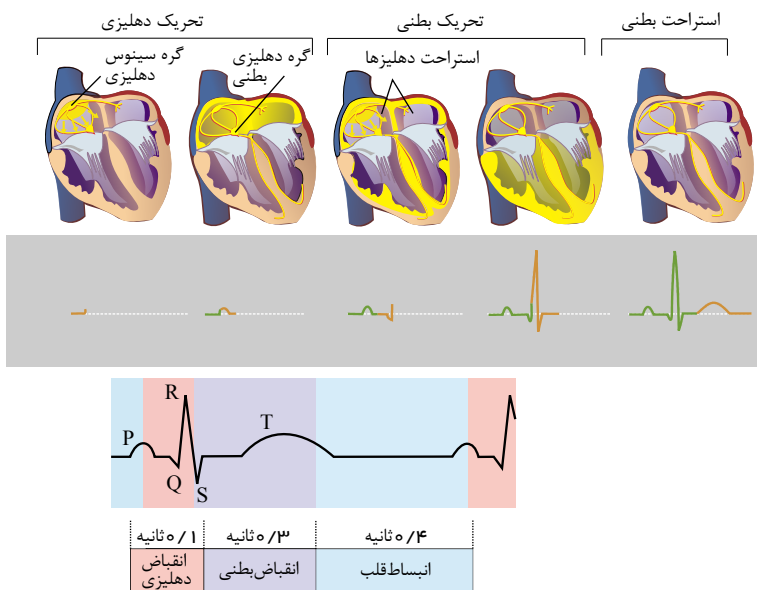 تحریک دهلیزی
تحریک بطنی
استراحت بطنی
گره سینوس
دهلیزی
گره دهلیزی
بطنی
استراحت دهلیزها
P
R
Q
S
T
۰/۱ ثانیه
۰/۳ ثانیه
۰/۴ ثانیه
انقباض
دهلیزی
انقباض بطنی
انبساط قلب